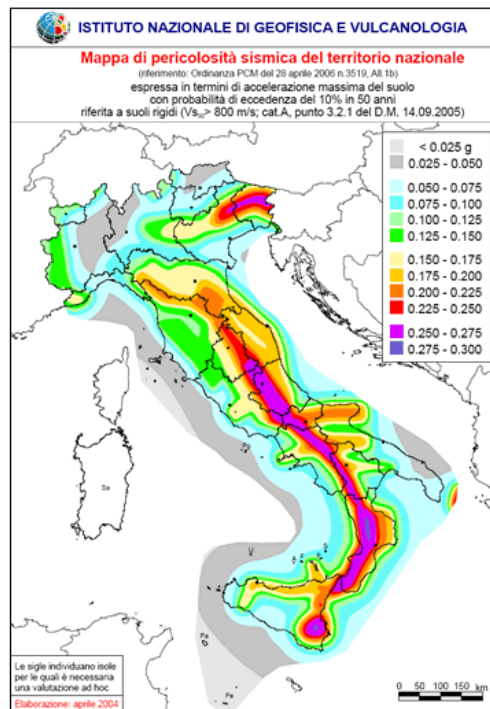 ISTITUTO NAZIONALE DI GEOFISICA E VULCANOLOGIA
Mappa di pericolosità sismica del territorio nazionale
(riferimento: Ordinanza PCM del 28 aprile 2006 n.3519, All.1b)
espressa in termini di accelerazione massima del suolo
con probabilità di eccedenza del 10% in 50 anni
riferita a suoli rigidi (Vs30> 800 m/s; cat.A, punto 3.2.1 del D.M. 14.09.2005)
< 0.025 g
0.025 - 0.050
0.050 - 0.075
0.075 - 0.100
0.100 - 0.125
0.125 - 0.150
0.150 - 0.175
0.175 - 0.200
0.200 - 0.225
0.225 - 0.250
0.250 - 0.275
0.275 - 0.300
Sa
U
Pa
Pe
Le sigle individuano isole
per le quali è necessaria
una valutazione ad hoc
Elaborazione: aprile 2004
0 50 100 150
km